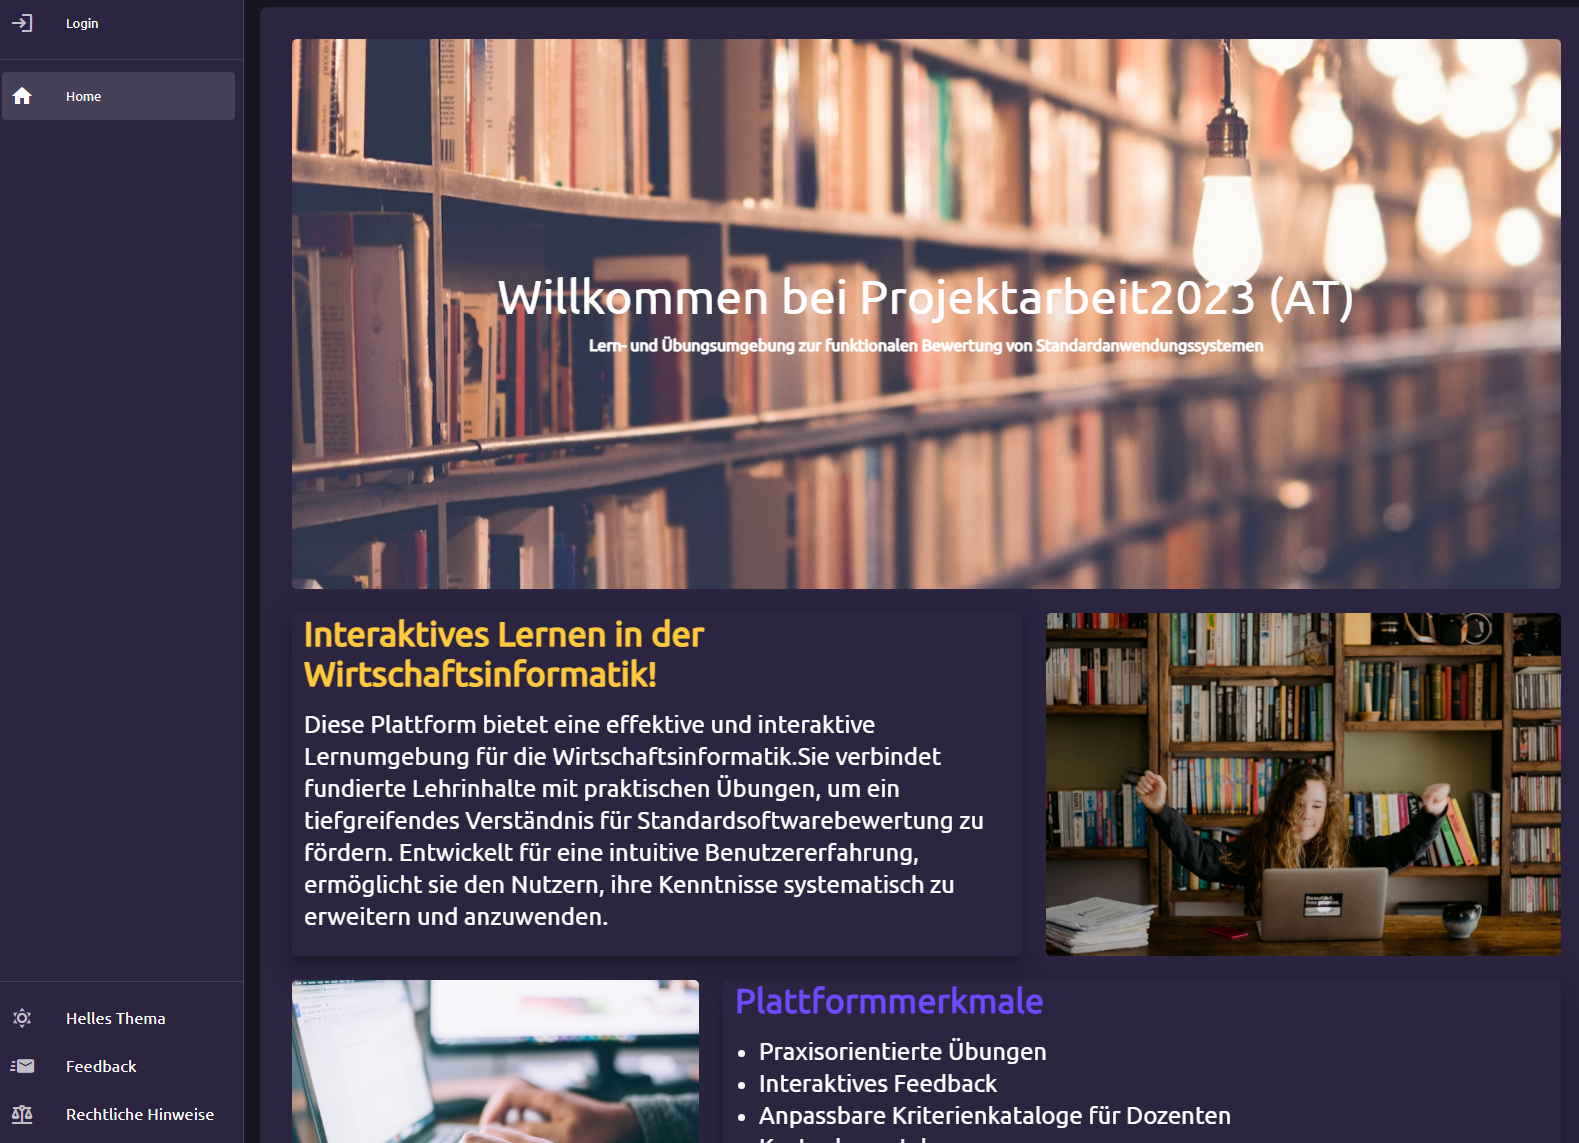 Login
Home
Willkommen bei Projektarbeit2023 (AT)
Lern- und Übungsumgebung zur funktionalen Bewertung von Standardanwendungssystemen
Interaktives Lernen in der
Wirtschaftsinformatik!
Diese Plattform bietet eine effektive und interaktive
Lernumgebung für die Wirtschaftsinformatik.Sie verbindet
fundierte Lehrinhalte mit praktischen Übungen, um ein
tiefgreifendes Verständnis für Standardsoftwarebewertung zu
fördern. Entwickelt für eine intuitive Benutzererfahrung,
ermöglicht sie den Nutzern, ihre Kenntnisse systematisch zu
erweitern und anzuwenden.
Plattformmerkmale
• Praxisorientierte Übungen
• Interaktives Feedback
• Anpassbare Kriterienkataloge für Dozenten
Helles Thema
Feedback
Rechtliche Hinweise